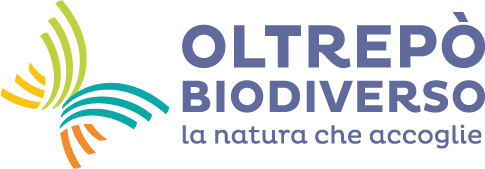 OLTREPÒ
BIODIVERSO
la natura che accoglie